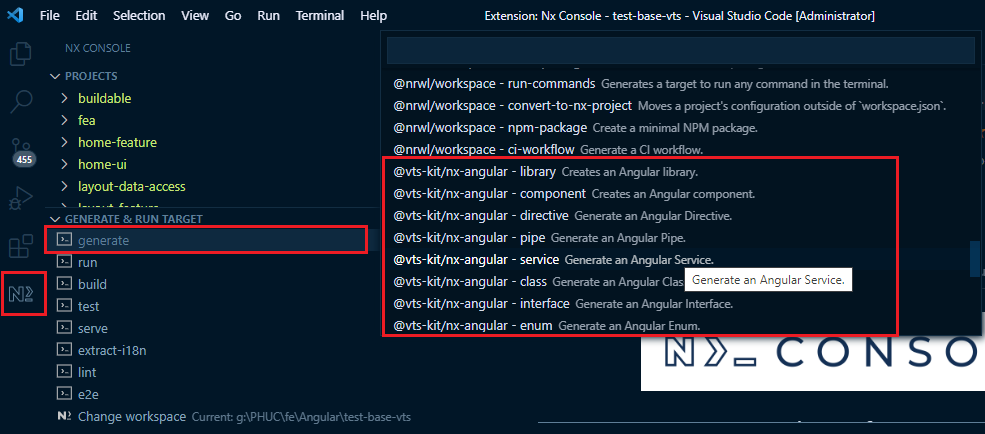 File Edit Selection View Go Run Terminal Help Extension: Nx Console - test-base-vts - Visual Studio Code [Administrator]
NX CONSOLE
PROJECTS
buildable
fea
home-feature
home-ui
layout-data-access
layout-feature
455
GENERATE & RUN TARGET
generate
run
build
test
serve
extract-i18n
lint
e2e
Change workspace Current: g:\PHUC\fe\Angular\test-base-vts
@nrwl/workspace - run-commands Generates a target to run any command in the terminal.
@nrwl/workspace - convert-to-nx-project Moves a project's configuration outside of `workspace.json`.
@nrwl/workspace - npm-package Create a minimal NPM package.
@nrwl/workspace - ci-workflow Generate a CI workflow.
@vts-kit/nx-angular - library Creates an Angular library.
@vts-kit/nx-angular - component Creates an Angular component.
@vts-kit/nx-angular - directive Generate an Angular Directive.
@vts-kit/nx-angular - pipe Generate an Angular Pipe.
@vts-kit/nx-angular - service Generate an Angular Service.
@vts-kit/nx-angular - class Generate an Angular Clas
Generate an Angular Service.
@vts-kit/nx-angular - interface Generate an Angular Interface.
@vts-kit/nx-angular - enum Generate an Angular Enum.
CONSO